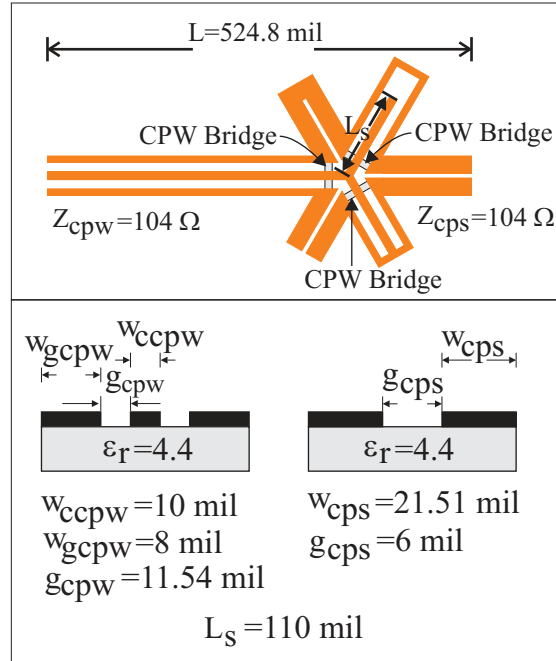 L=524.8 mil
CPW Bridge
Ls
CPW Bridge
Zcpw=104 Ω
Zcps=104 Ω
CPW Bridge
wgcpw
wccpw
gcpw
wcps
gcps
εr=4.4
εr=4.4
wccpw=10 mil
wgcpw=8 mil
gcpw=11.54 mil
wcps=21.51 mil
gcps=6 mil
Ls=110 mil